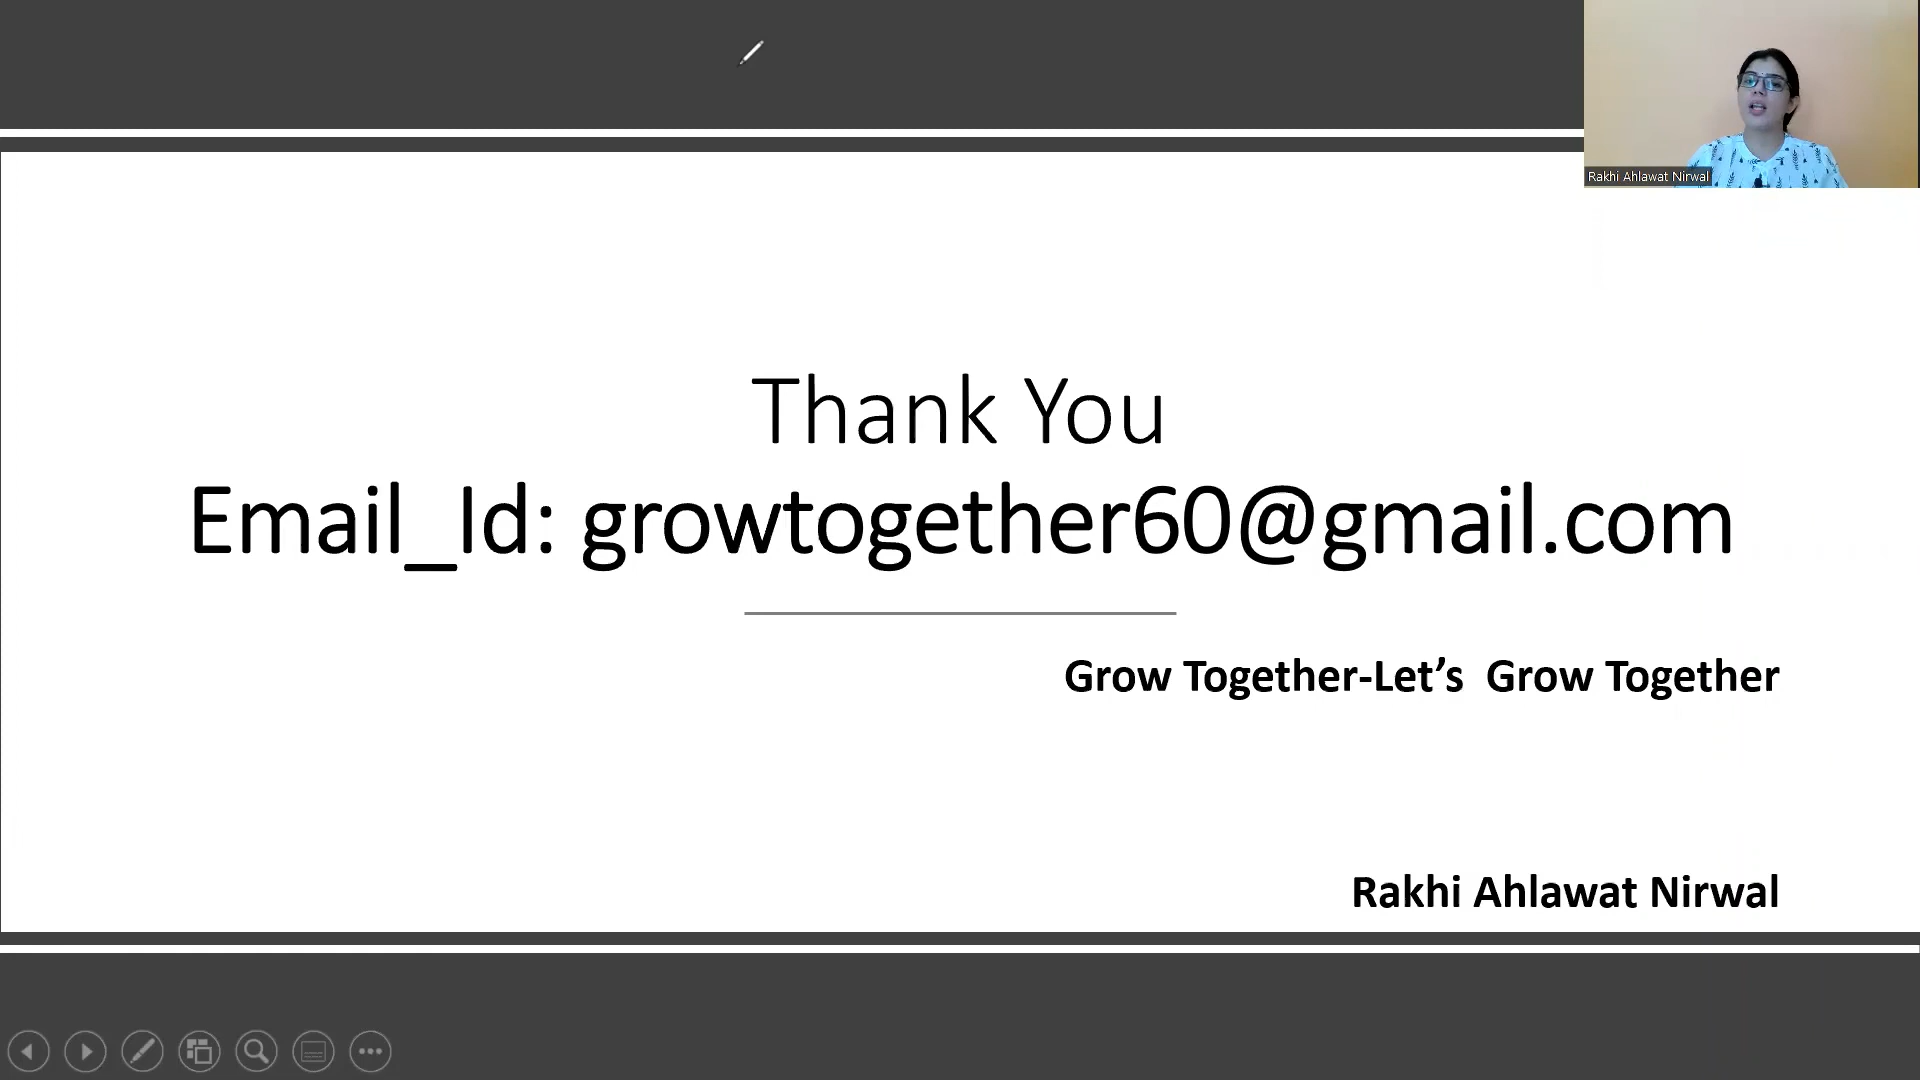 Rakhi Ahlawat Nirwal
Thank You
Email_Id: growtogether60@gmail.com
Grow Together-Let’s  Grow Together
Rakhi Ahlawat Nirwal